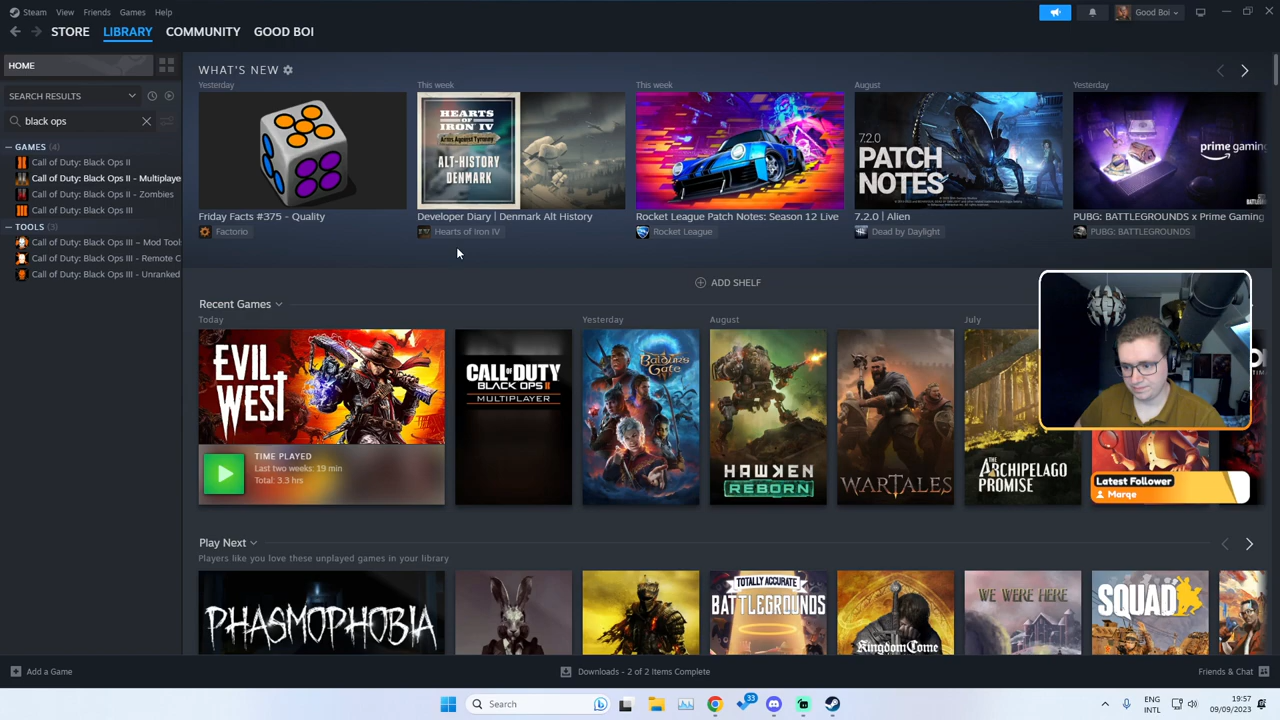 Steam View Friends Games Help
Good Boi
STORE LIBRARY COMMUNITY GOOD BOI
HOME
SEARCH RESULTS
black ops
GAMES (4)
Call of Duty: Black Ops II
Call of Duty: Black Ops II - Multiplaye
Call of Duty: Black Ops II - Zombies
Call of Duty: Black Ops III
TOOLS (3)
Call of Duty: Black Ops III - Mod Tool
Call of Duty: Black Ops III - Remote C
Call of Duty: Black Ops III - Unranked
WHAT'S NEW
Yesterday
This week
This week
August
Yesterday
HEARTS
OF
IRON IV
Arms Against Tyranny
ALT-HISTORY
DENMARK
7.2.0
PATCH
NOTES
prime gaming
Friday Facts #375 - Quality
Developer Diary | Denmark Alt History
Rocket League Patch Notes: Season 12 Live
7.2.0 | Alien
PUBG: BATTLEGROUNDS x Prime Gaming
Factorio
Hearts of Iron IV
Rocket League
Dead by Daylight
PUBG: BATTLEGROUNDS
ADD SHELF
Recent Games
Today
Yesterday
August
July
EVIL
WEST
TIME PLAYED
Last two weeks: 19 min
Total: 3.3 hrs
CALL OF DUTY
BLACK OPS II
MULTIPLAYER
Baldur's
Gate
HAWKEN
REBORN
WARTALES
THE
ARCHIPELAGO
PROMISE
Latest Follower
Marqe
Play Next
Players like you love these unplayed games in your library
PHASMOPHOBIA
TOTALLY ACCURATE
BATTLEGROUNDS
Kingdom Come
WE WERE HERE
SQUAD
Add a Game
Downloads - 2 of 2 Items Complete
Friends & Chat
Search
33
ENG
INTL
19:57
09/09/2023